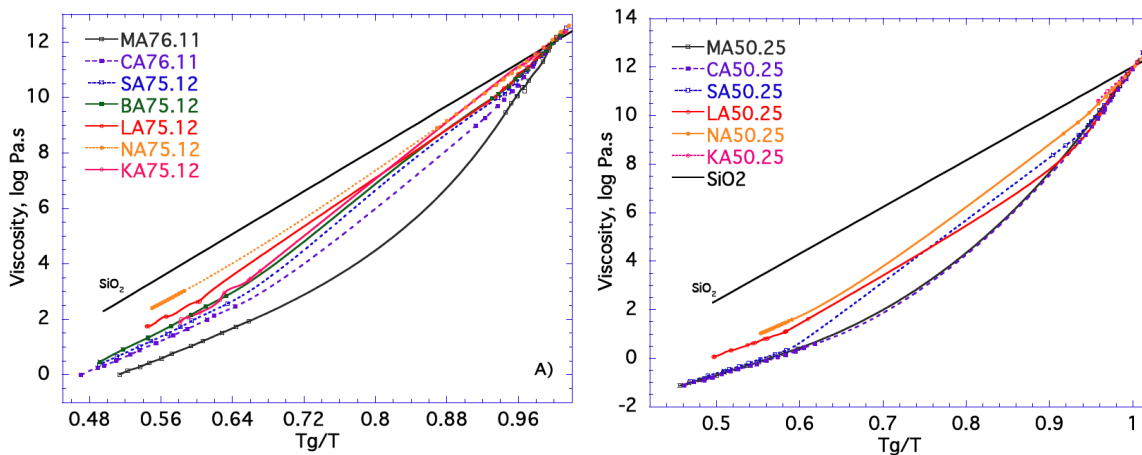 12
10
8
6
4
2
0
Viscosity, log Pa.s
MA76.11
CA76.11
SA75.12
BA75.12
LA75.12
NA75.12
KA75.12
SiO2
A)
0.48 0.56 0.64 0.72 0.8 0.88 0.96
Tg/T
14
12
10
8
6
4
2
0
-2
Viscosity, log Pa.s
MA50.25
CA50.25
SA50.25
LA50.25
NA50.25
KA50.25
SiO2
SiO2
0.5 0.6 0.7 0.8 0.9 1
Tg/T